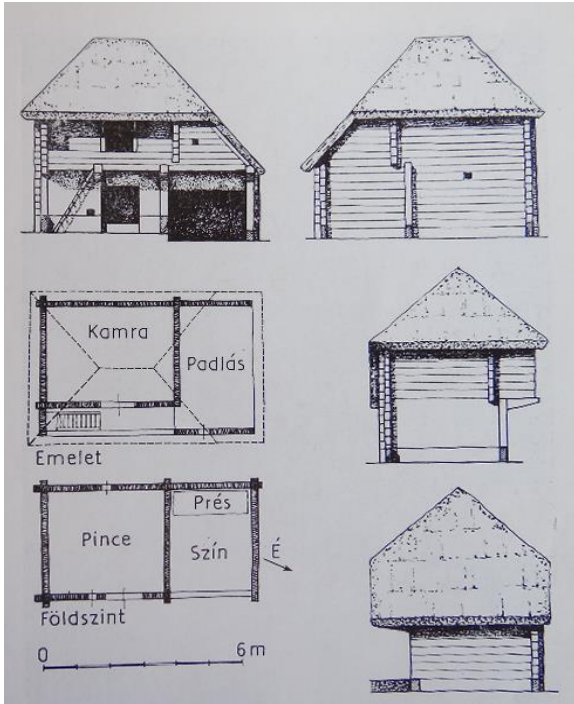 Kamra
Padlás
Emelet
Prés
Pince
Szín
É
Földszint
0 6 m